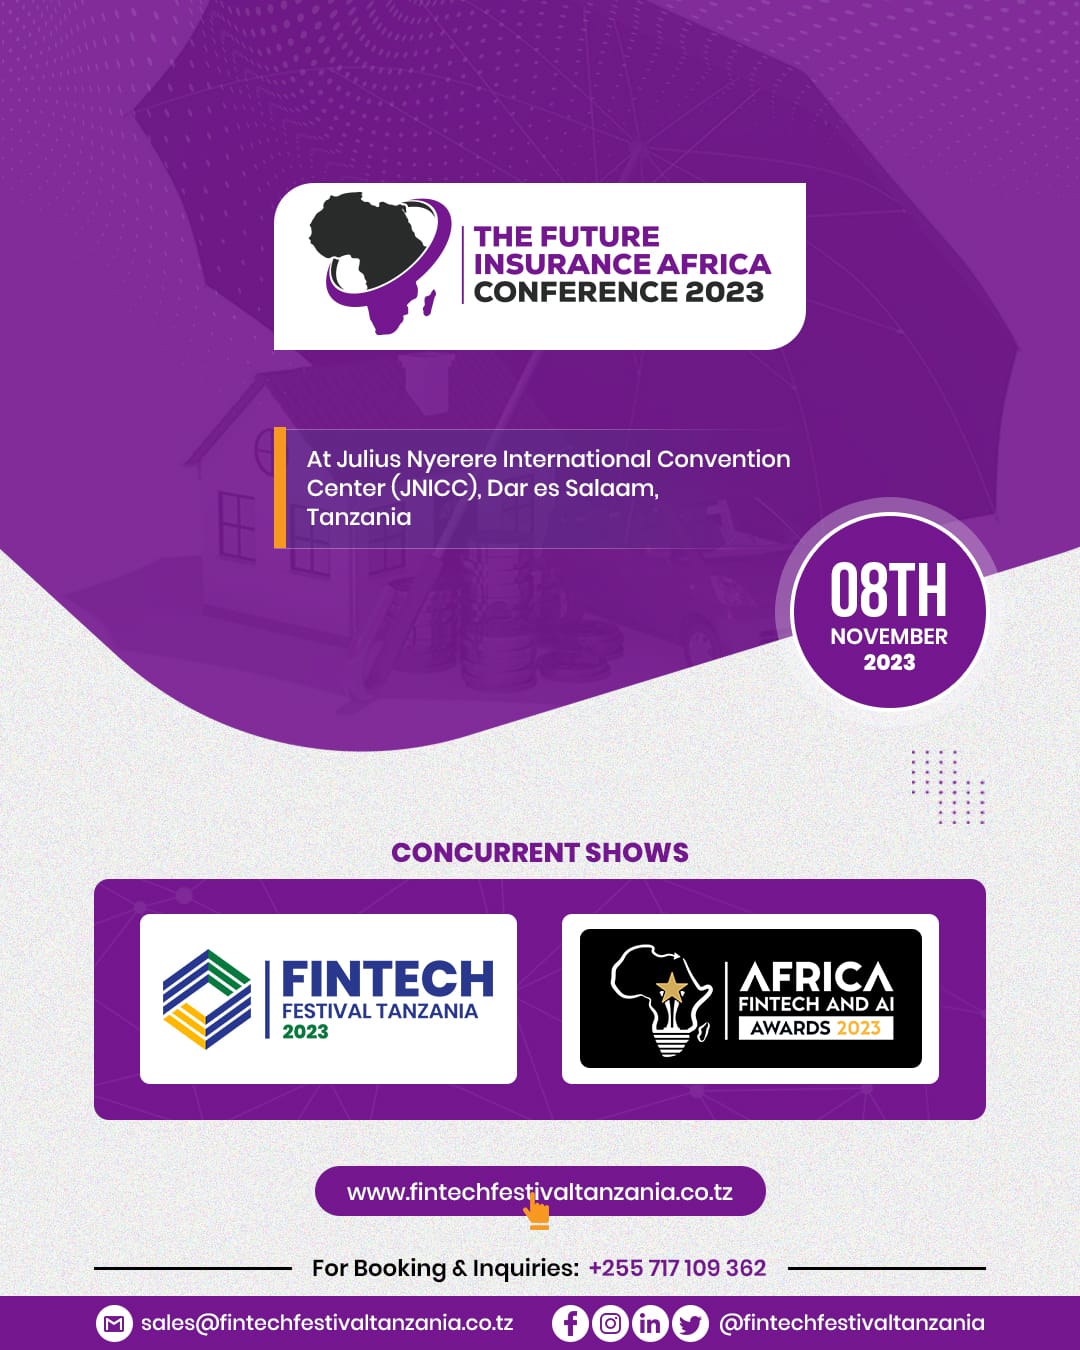 THE FUTURE
INSURANCE AFRICA
CONFERENCE 2023
At Julius Nyerere International Convention
Center (JNICC), Dar es Salaam,
Tanzania
08TH
NOVEMBER
2023
CONCURRENT SHOWS
FINTECH
FESTIVAL TANZANIA
2023
AFRICA
FINTECH AND AI
AWARDS 2023
www.fintechfestivaltanzania.co.tz
For Booking & Inquiries: +255 717 109 362
sales@fintechfestivaltanzania.co.tz @fintechfestivaltanzania